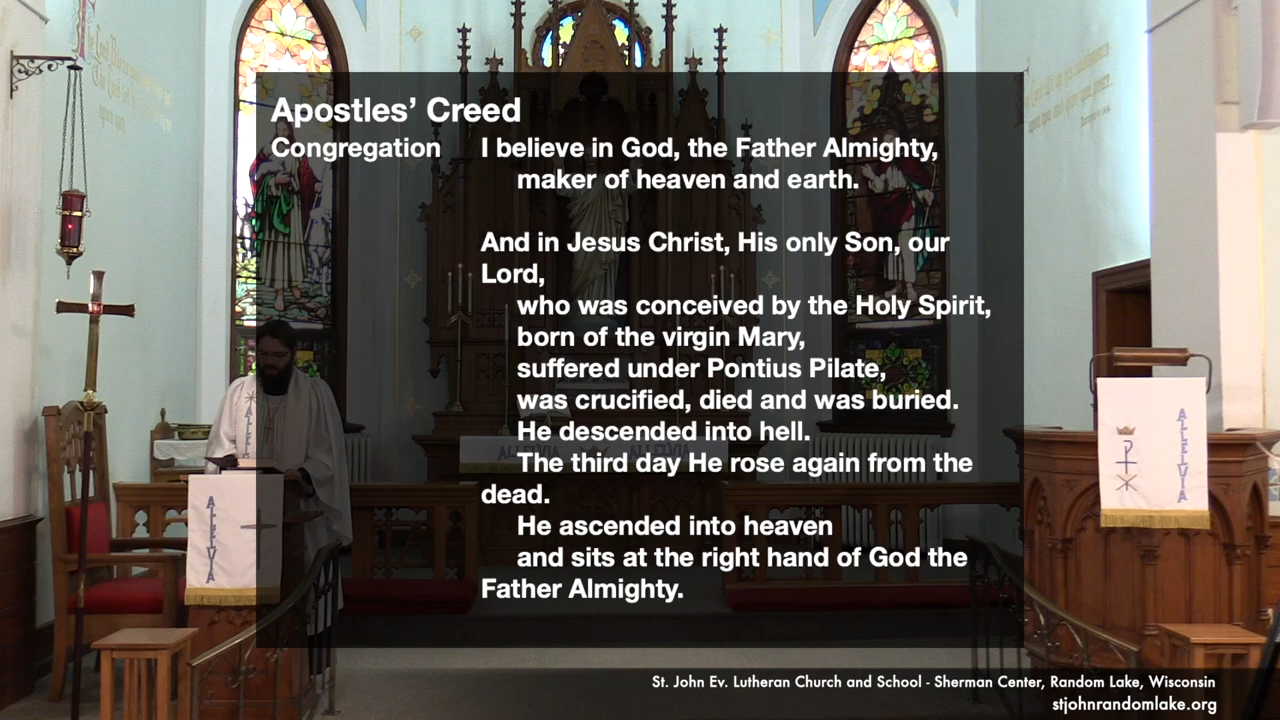 Apostles’ Creed
Congregation I believe in God, the Father Almighty,
maker of heaven and earth.
And in Jesus Christ, His only Son, our
Lord,
who was conceived by the Holy Spirit,
born of the virgin Mary,
suffered under Pontius Pilate,
was crucified, died and was buried.
He descended into hell.
The third day He rose again from the
dead.
He ascended into heaven
and sits at the right hand of God the
Father Almighty.
ALLELVIA
ALLELVIA
ALLELVIA
ALLELVIA
St. John Ev. Lutheran Church and School - Sherman Center, Random Lake, Wisconsin
stjohnrandomlake.org